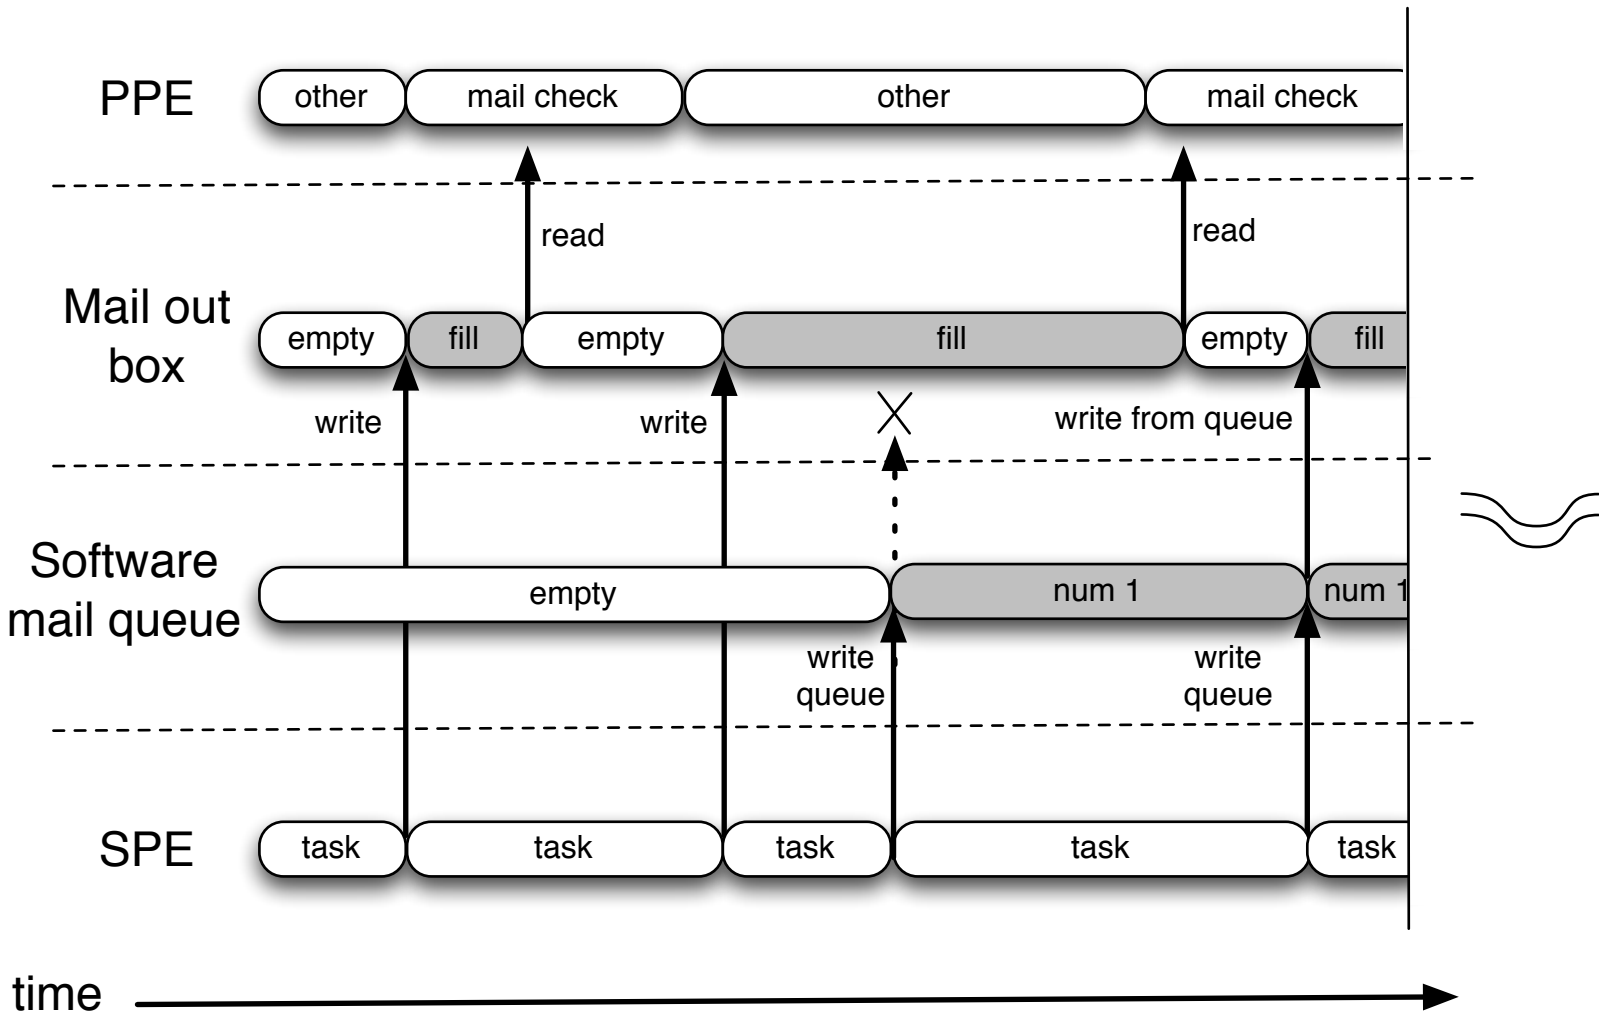 PPE
other
mail check
other
mail check
read
read
Mail out
box
empty
fill
empty
fill
empty
fill
write
write
write from queue
Software
mail queue
empty
num 1
num 1
write
queue
write
queue
SPE
task
task
task
task
task
time